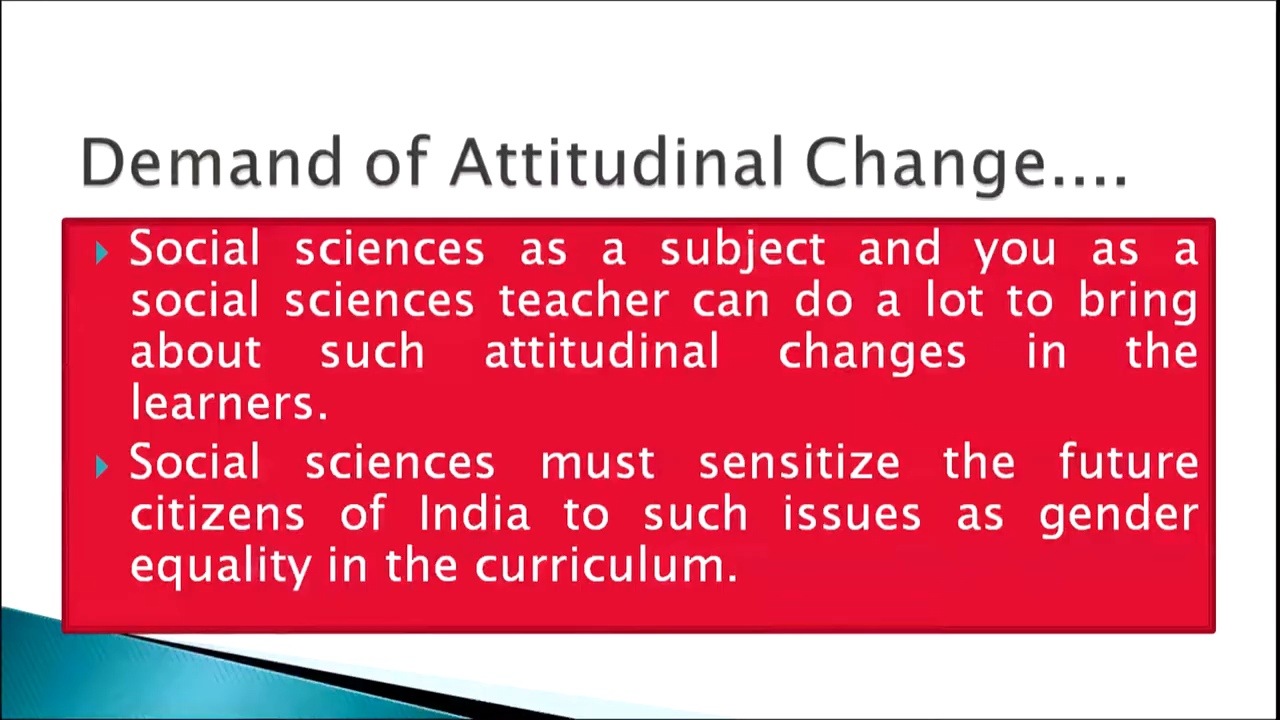 Demand of Attitudinal Change....
Social sciences as a subject and you as a
social sciences teacher can do a lot to bring
about such attitudinal changes in the
learners.
Social sciences must sensitize the future
citizens of India to such issues as gender
equality in the curriculum.